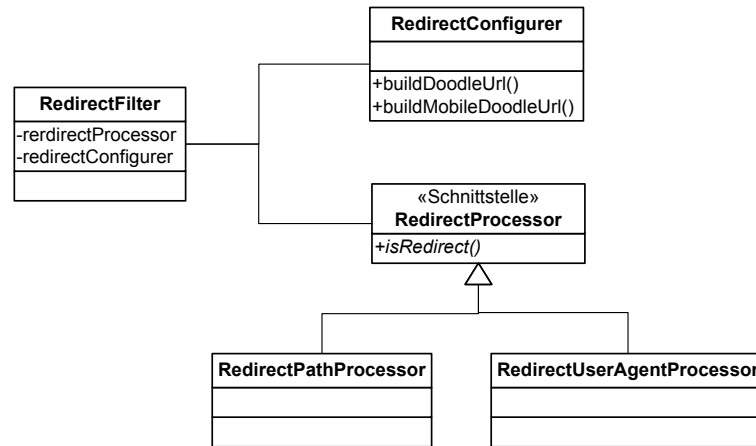 RedirectConfigurer
+buildDoodleUrl()
+buildMobileDoodleUrl()
RedirectFilter
-rerdirectProcessor
-redirectConfigurer
«Schnittstelle»
RedirectProcessor
+isRedirect()
RedirectPathProcessor
RedirectUserAgentProcessor